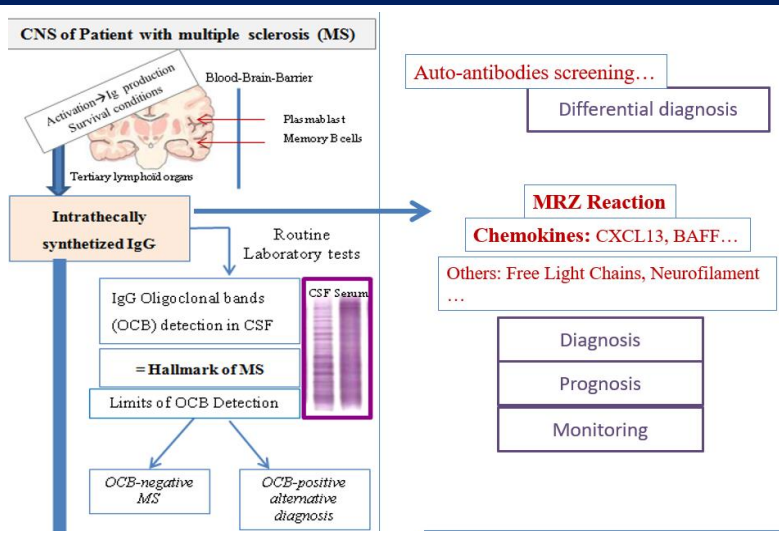 CNS of Patient with multiple sclerosis (MS)
Activation→Ig production
Survival conditions
Blood-Brain-Barrier
Plasmablast
Memory B cells
Tertiary lymphoïd organs
Intrathecally
synthetized IgG
Routine
Laboratory tests
IgG Oligoclonal bands
(OCB) detection in CSF
= Hallmark of MS
Limits of OCB Detection
CSF Serum
OCB-negative
MS
OCB-positive
alternative
diagnosis
Auto-antibodies screening…
Differential diagnosis
MRZ Reaction
Chemokines: CXCL13, BAFF…
Others: Free Light Chains, Neurofilament
…
Diagnosis
Prognosis
Monitoring